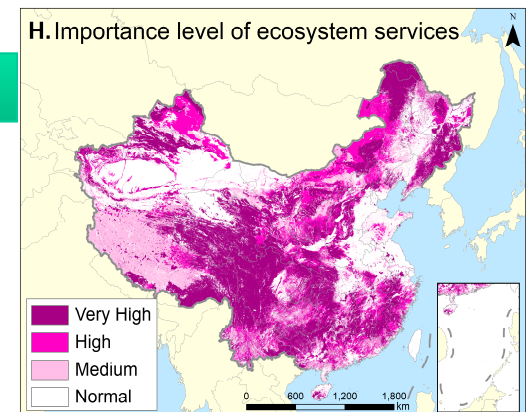 H. Importance level of ecosystem services
N
Very High
High
Medium
Normal
0 600 1,200 1,800
km